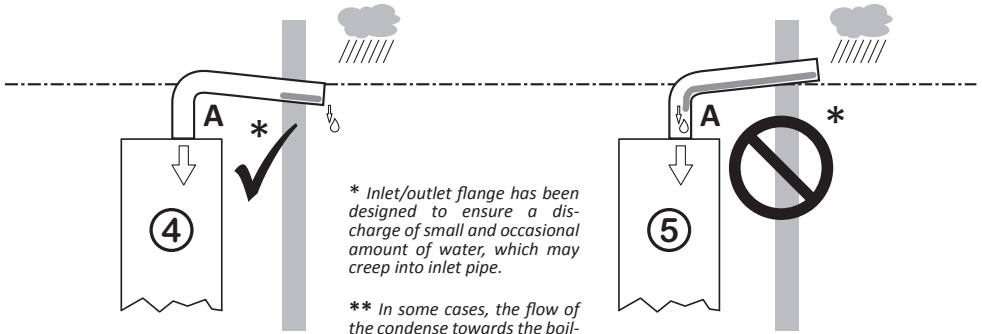 A
*
④
* Inlet/outlet flange has been
designed to ensure a dis-
charge of small and occasional
amount of water, which may
creep into inlet pipe.
** In some cases, the flow of
the condense towards the boil-
A
*
⑤